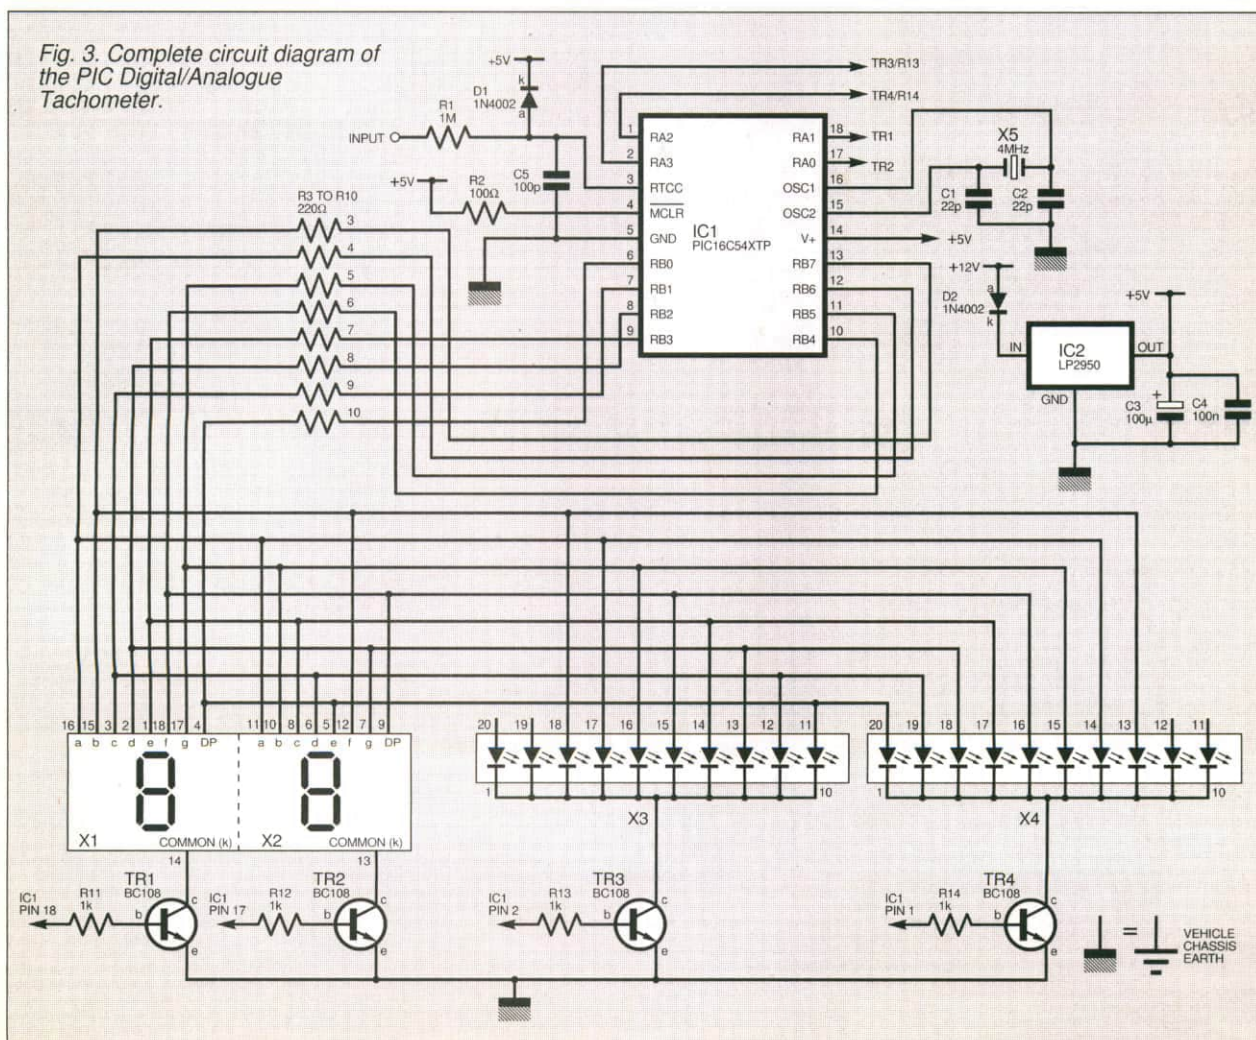 Fig. 3. Complete circuit diagram of
the PIC Digital/Analogue
Tachometer.
+5V
k
D1
1N4002
a
R1
1M
INPUT
C5
100p
+5V
R2
100Ω
R3 TO R10
220Ω
3
4
5
6
7
8
9
10
TR3/R13
TR4/R14
1 RA2
2 RA3
3 RTCC
4 MCLR
5 GND
6 RB0
7 RB1
8 RB2
9 RB3
IC1
PIC16C54XTP
RA1 18 TR1
RA0 17 TR2
OSC1 16
OSC2 15
V+ 14 +5V
RB7 13
RB6 12
RB5 11
RB4 10
X5
4MHz
C1
22p
C2
22p
+12V
a
D2
1N4002
k
+5V
IN
IC2
LP2950
OUT
GND
+
C3
100µ
C4
100n
16 15 3 2 1 18 17 4
a b c d e f g DP
11 10 8 6 5 12 7 9
a b c d e f g DP
X1
COMMON (k)
14
X2
COMMON (k)
13
20 19 18 17 16 15 14 13 12 11
1 10
X3
20 19 18 17 16 15 14 13 12 11
1 10
X4
IC1
PIN 18
R11
1k
b
TR1
BC108
c
e
IC1
PIN 17
R12
1k
b
TR2
BC108
c
e
IC1
PIN 2
R13
1k
b
TR3
BC108
c
e
IC1
PIN 1
R14
1k
b
TR4
BC108
c
e
=
VEHICLE
CHASSIS
EARTH